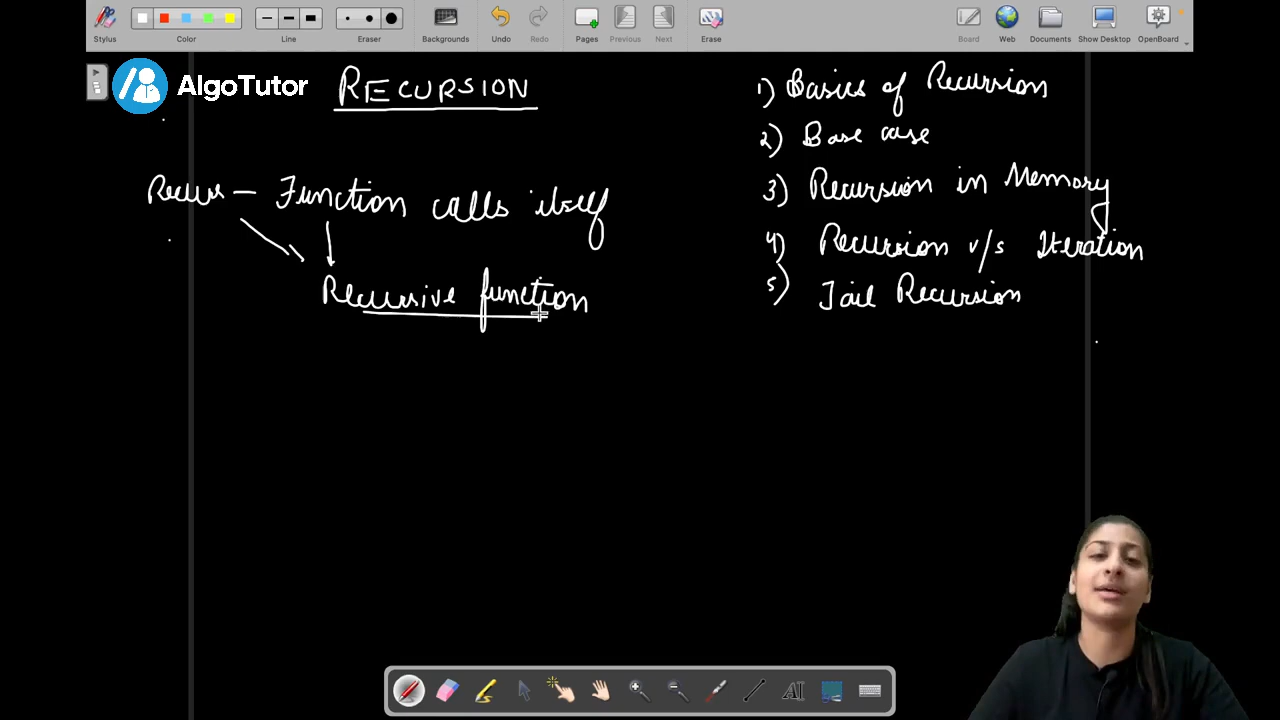 Stylus
Color
Line
Eraser
Backgrounds
Undo
Redo
Pages
Previous
Next
Erase
Board
Web
Documents
Show Desktop
OpenBoard
AlgoTutor
RECURSION
Recurse — Function calls itself
Recursive function
1) Basics of Recursion
2) Base case
3) Recursion in Memory
4) Recursion v/s Iteration
5) Tail Recursion
AI